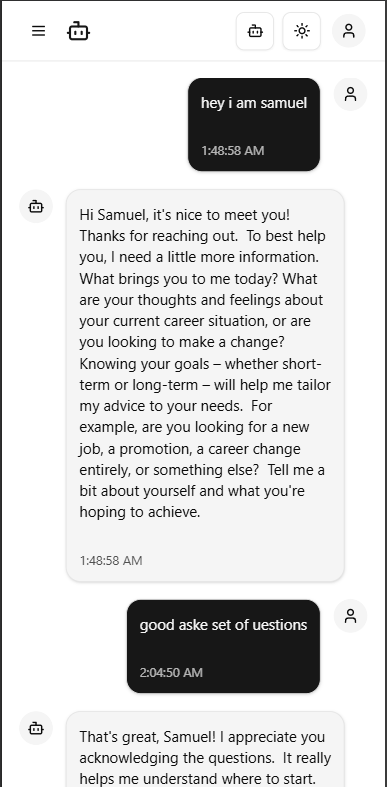 hey i am samuel
1:48:58 AM
Hi Samuel, it's nice to meet you!
Thanks for reaching out.  To best help
you, I need a little more information.
What brings you to me today? What
are your thoughts and feelings about
your current career situation, or are
you looking to make a change?
Knowing your goals – whether short-
term or long-term – will help me tailor
my advice to your needs.  For
example, are you looking for a new
job, a promotion, a career change
entirely, or something else?  Tell me a
bit about yourself and what you're
hoping to achieve.
1:48:58 AM
good aske set of uestions
2:04:50 AM
That's great, Samuel! I appreciate you
acknowledging the questions.  It really
helps me understand where to start.